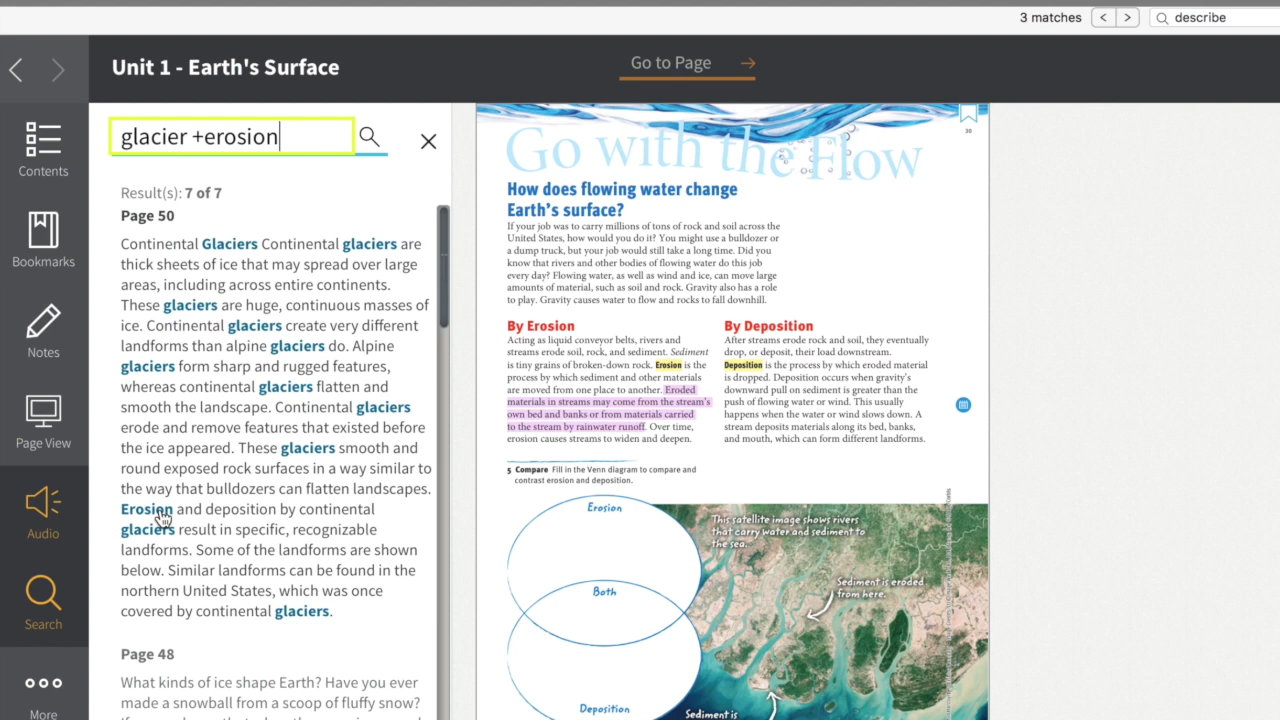 3 matches < > describe
Unit 1 - Earth's Surface
Go to Page →
Contents
Bookmarks
Notes
Page View
Audio
Search
More
glacier +erosion
Result(s): 7 of 7
Page 50
Continental Glaciers Continental glaciers are
thick sheets of ice that may spread over large
areas, including across entire continents.
These glaciers are huge, continuous masses of
ice. Continental glaciers create very different
landforms than alpine glaciers do. Alpine
glaciers form sharp and rugged features,
whereas continental glaciers flatten and
smooth the landscape. Continental glaciers
erode and remove features that existed before
the ice appeared. These glaciers smooth and
round exposed rock surfaces in a way similar to
the way that bulldozers can flatten landscapes.
Erosion and deposition by continental
glaciers result in specific, recognizable
landforms. Some of the landforms are shown
below. Similar landforms can be found in the
northern United States, which was once
covered by continental glaciers.
Page 48
What kinds of ice shape Earth? Have you ever
made a snowball from a scoop of fluffy snow?
30
Go with the Flow
How does flowing water change
Earth's surface?
If your job was to carry millions of tons of rock and soil across the
United States, how would you do it? You might use a bulldozer or
a dump truck, but your job would still take a long time. Did you
know that rivers and other bodies of flowing water do this job
every day? Flowing water, as well as wind and ice, can move large
amounts of material, such as soil and rock. Gravity also has a role
to play. Gravity causes water to flow and rocks to fall downhill.
By Erosion
Acting as liquid conveyor belts, rivers and
streams erode soil, rock, and sediment. Sediment
is tiny grains of broken-down rock. Erosion is the
process by which sediment and other materials
are moved from one place to another. Eroded
materials in streams may come from the stream's
own bed and banks or from materials carried
to the stream by rainwater runoff. Over time,
erosion causes streams to widen and deepen.
By Deposition
After streams erode rock and soil, they eventually
drop, or deposit, their load downstream.
Deposition is the process by which eroded material
is dropped. Deposition occurs when gravity's
downward pull on sediment is greater than the
push of flowing water or wind. This usually
happens when the water or wind slows down. A
stream deposits materials along its bed, banks,
and mouth, which can form different landforms.
5 Compare Fill in the Venn diagram to compare and
contrast erosion and deposition.
Erosion
Both
Deposition
This satellite image shows rivers
that carry water and sediment to
the sea.
Sediment is eroded
from here.
Sediment is